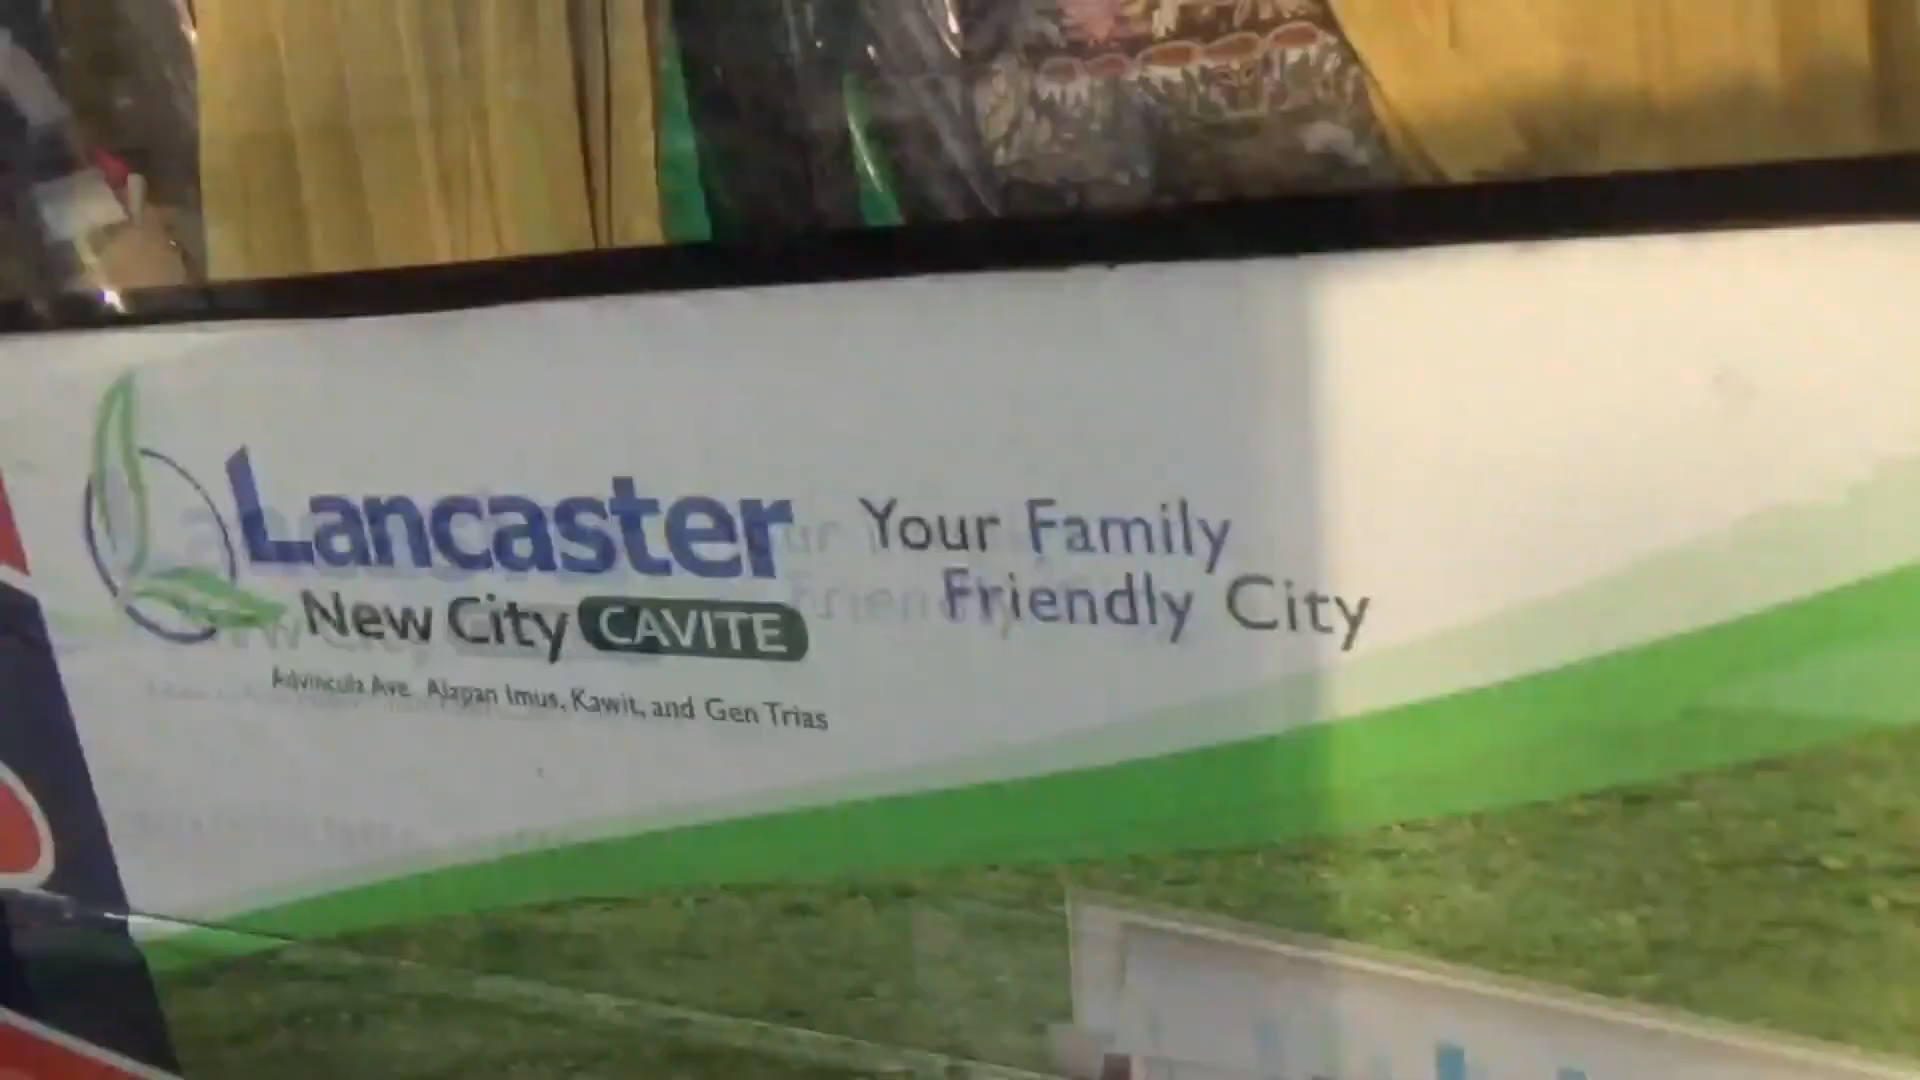 Lancaster
New City CAVITE
Advincula Ave. Alapan Imus, Kawit, and Gen Trias
Your Family
Friendly City